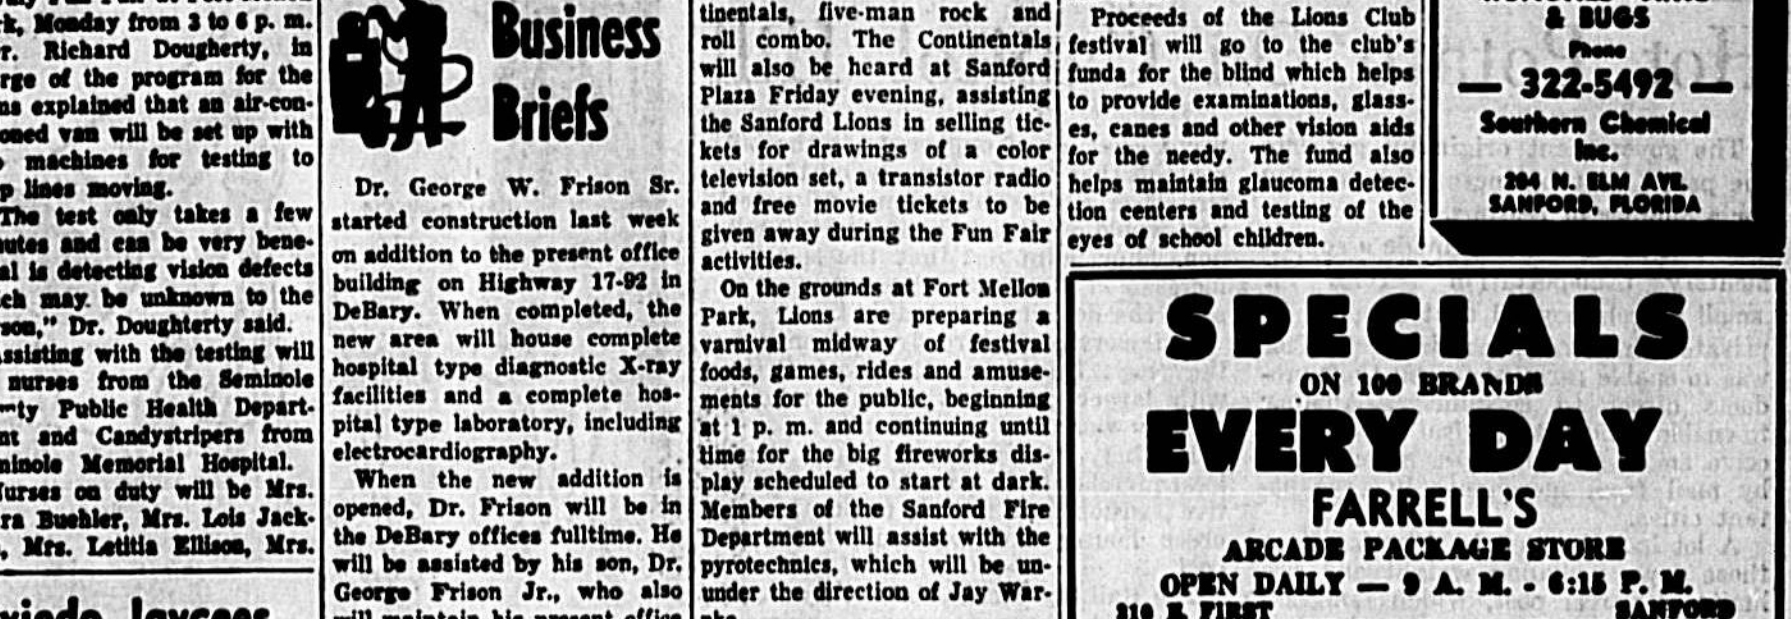 k, Monday from 3 to 6 p. m.
r. Richard Dougherty, in
rge of the program for the
ns explained that an air-con-
oned van will be set up with
machines for testing to
p lines moving.
The test only takes a few
utes and can be very bene-
al is detecting vision defects
ch may. be unknown to the
son," Dr. Doughterty said.
ssisting with the testing will
nurses from the Seminole
ty Public Health Depart-
nt and Candystripers from
minole Memorial Hospital.
urses on duty will be Mrs.
ra Buehler, Mrs. Lois Jack-
, Mrs. Letitia Ellison, Mrs.
Jaycees
Business
Briefs
Dr. George W. Frison Sr.
started construction last week
on addition to the present office
building on Highway 17-92 in
DeBary. When completed, the
new area will house complete
hospital type diagnostic X-ray
facilities and a complete hos-
pital type laboratory, including
electrocardiography.
When the new addition is
opened, Dr. Frison will be in
the DeBary offices fulltime. He
will be assisted by his son, Dr.
George Frison Jr., who also
will maintain his present office
tinentals, five-man rock and
roll combo. The Continentals
will also be heard at Sanford
Plaza Friday evening, assisting
the Sanford Lions in selling tic-
kets for drawings of a color
television set, a transistor radio
and free movie tickets to be
given away during the Fun Fair
activities.
On the grounds at Fort Mellon
Park, Lions are preparing a
varnival midway of festival
foods, games, rides and amuse-
ments for the public, beginning
at 1 p. m. and continuing until
time for the big fireworks dis-
play scheduled to start at dark.
Members of the Sanford Fire
Department will assist with the
pyrotechnics, which will be un-
under the direction of Jay War-
Proceeds of the Lions Club
festival will go to the club's
funda for the blind which helps
to provide examinations, glass-
es, canes and other vision aids
for the needy. The fund also
helps maintain glaucoma detec-
tion centers and testing of the
eyes of school children.
& BUGS
Phone
— 322-5492 —
Southern Chemical
Inc.
204 N. ELM AVE.
SANFORD, FLORIDA
SPECIALS
ON 100 BRANDS
EVERY DAY
FARRELL'S
ARCADE PACKAGE STORE
OPEN DAILY — 9 A. M. - 6:15 P. M.
E. FIRST SANFORD